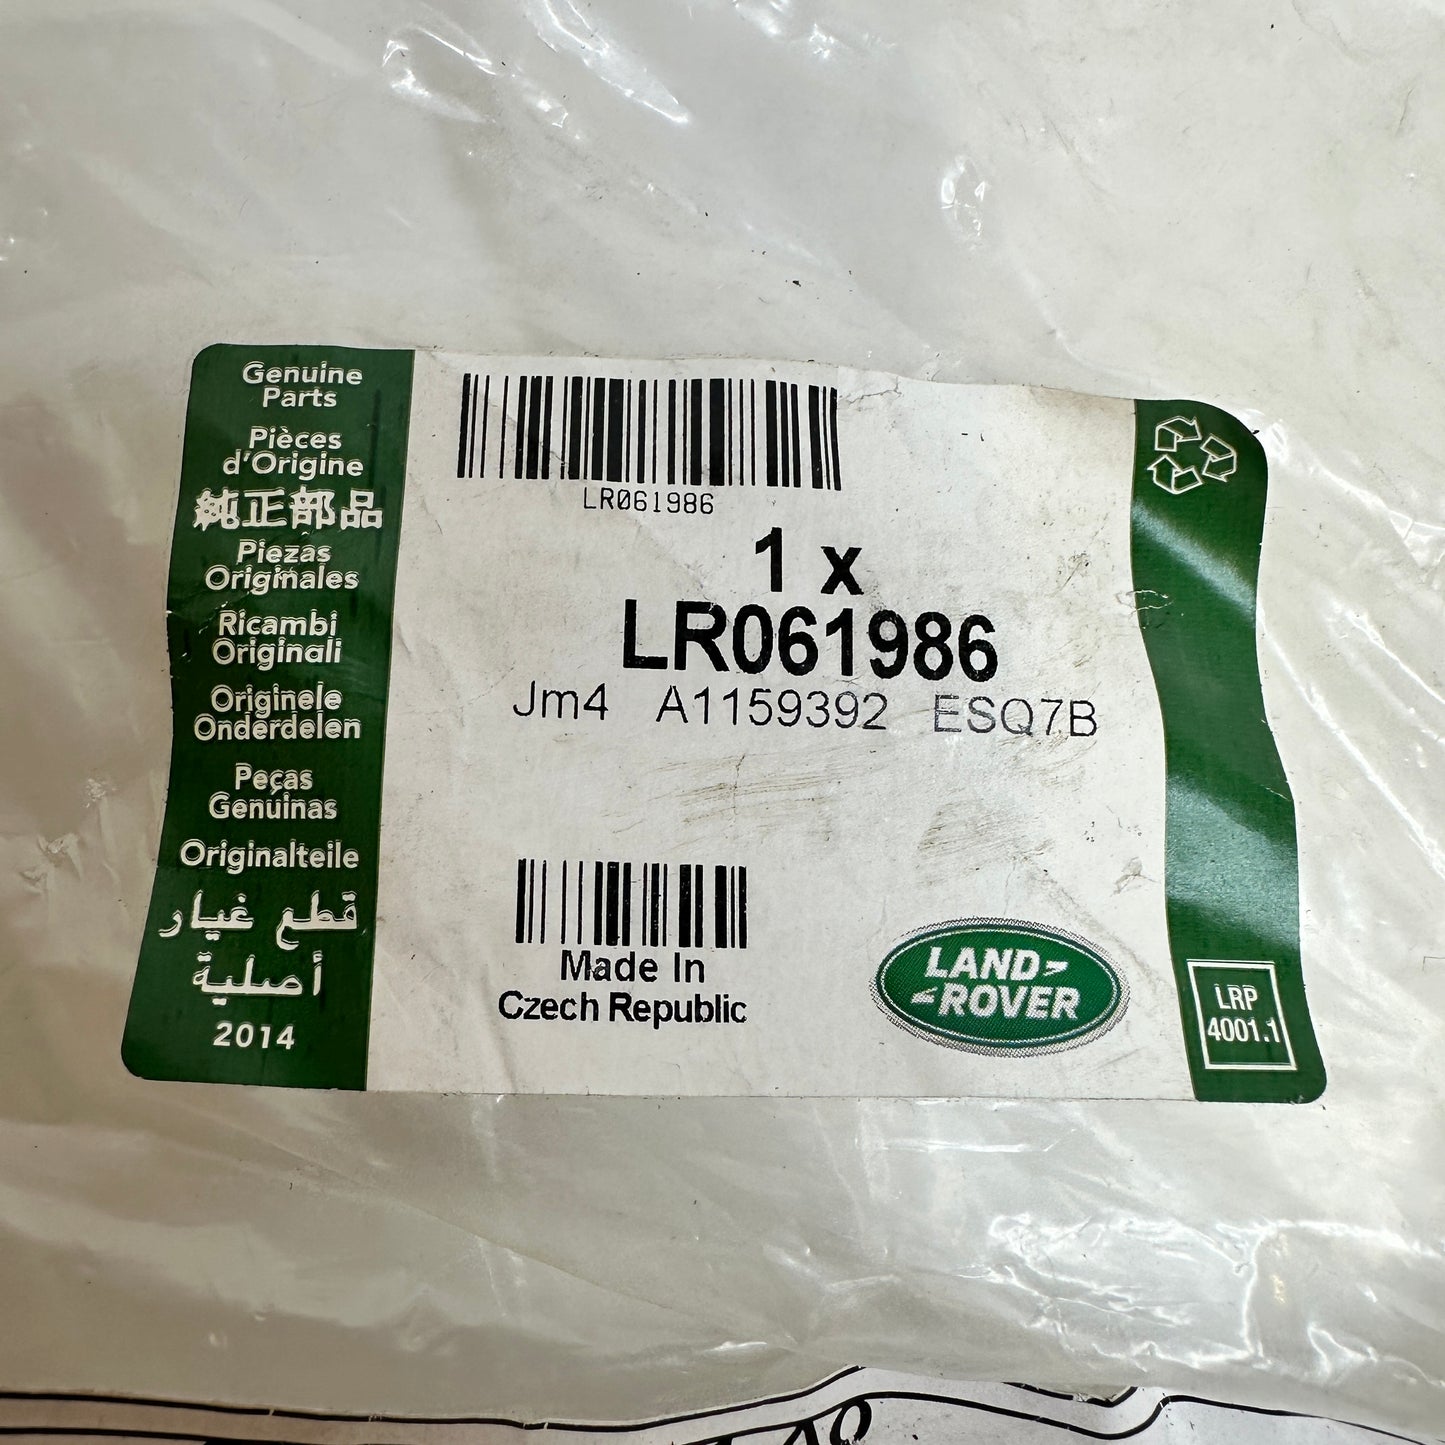 Genuine
Parts
Pièces
d'Origine
純正部品
Piezas
Originales
Ricambi
Originali
Originele
Onderdelen
Peças
Genuinas
Originalteile
قطع غيار
أصلية
2014
LR061986
1 x
LR061986
Jm4 A1159392 ESQ7B
Made In
Czech Republic
LAND
ROVER
LRP
4001.1